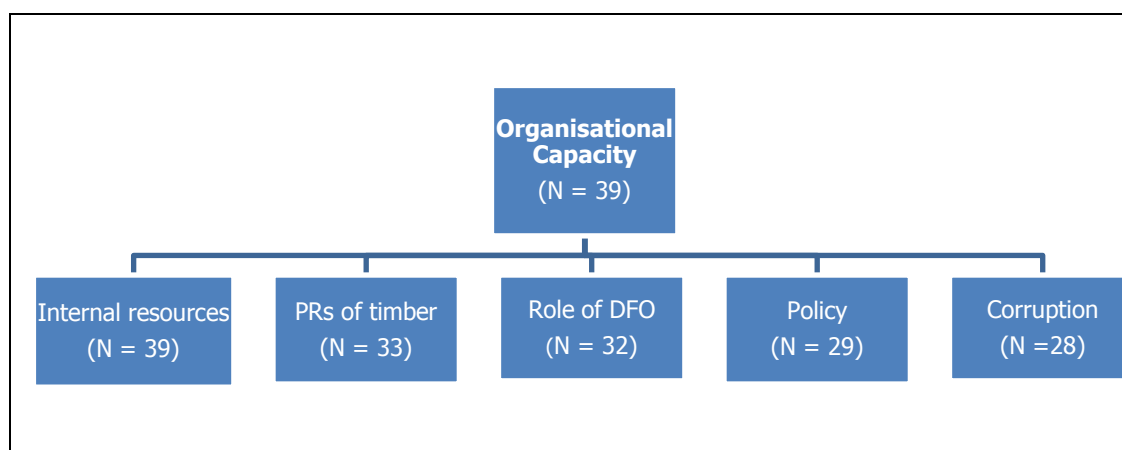 Organisational
Capacity
(N = 39)
Internal resources
(N = 39)
PRs of timber
(N = 33)
Role of DFO
(N = 32)
Policy
(N = 29)
Corruption
(N =28)